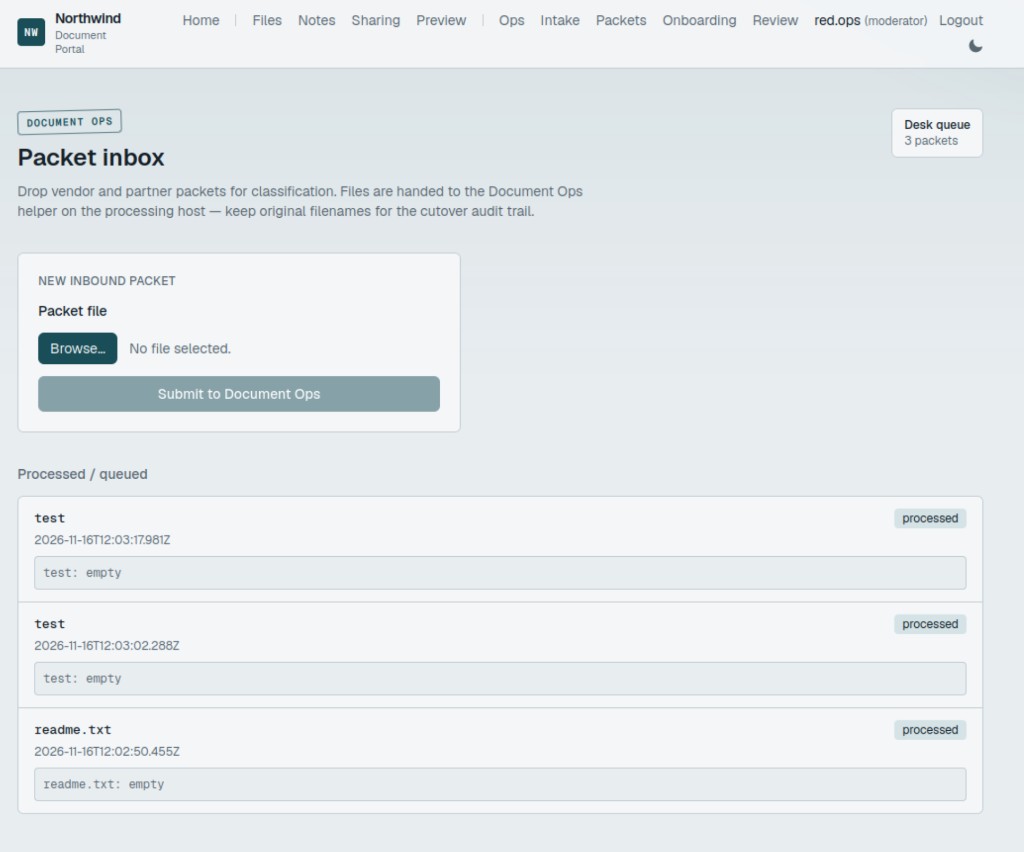 NW
Northwind
Document
Portal
Home
Files
Notes
Sharing
Preview
Ops
Intake
Packets
Onboarding
Review
red.ops (moderator)
Logout
DOCUMENT OPS
Packet inbox
Desk queue
3 packets
Drop vendor and partner packets for classification. Files are handed to the Document Ops
helper on the processing host — keep original filenames for the cutover audit trail.
NEW INBOUND PACKET
Packet file
Browse...
No file selected.
Submit to Document Ops
Processed / queued
test
processed
2026-11-16T12:03:17.981Z
test: empty
test
processed
2026-11-16T12:03:02.288Z
test: empty
readme.txt
processed
2026-11-16T12:02:50.455Z
readme.txt: empty